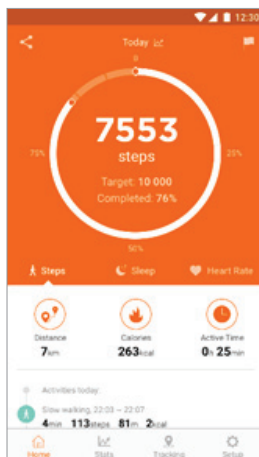 12:30
Today
0
7553
steps
75%
25%
Target: 10 000
Completed: 76%
50%
Steps Sleep Heart Rate
Distance Calories Active Time
7km 263kcal 0h 25min
Activities today:
Slow walking, 22:03 – 22:07
4min 113steps 81m 2kcal
Home Stats Tracking Setup